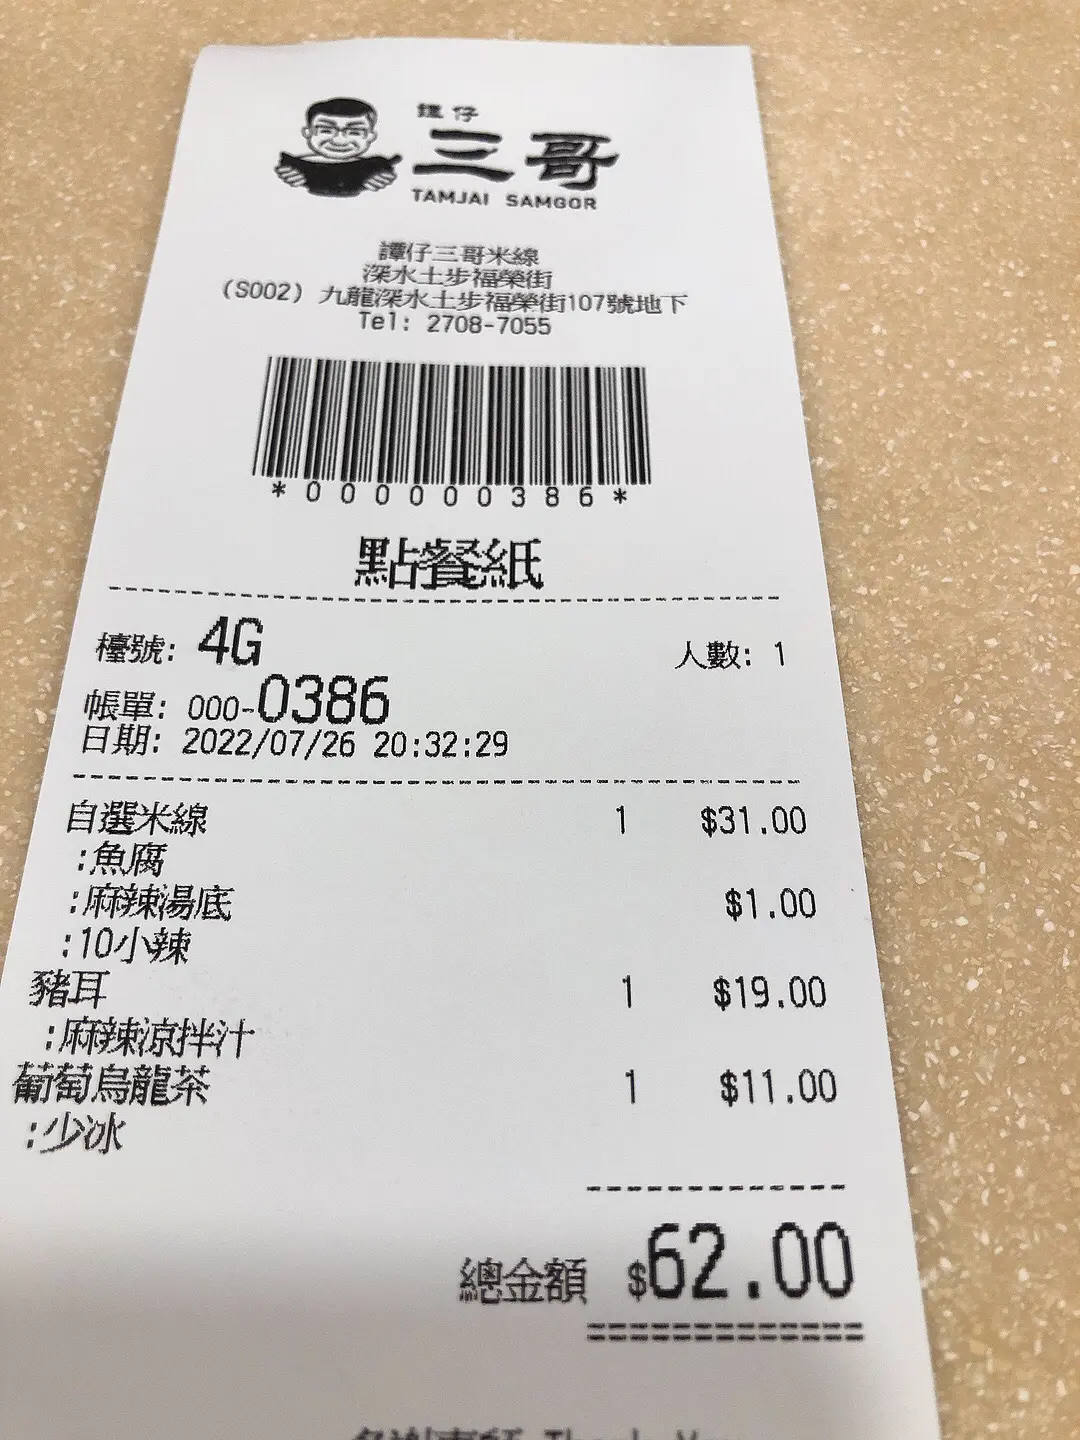 譚仔
三哥
TAMJAI SAMGOR
譚仔三哥米線
深水土步福榮街
(S002) 九龍深水土步福榮街107號地下
Tel: 2708-7055
*000000386*
點餐紙
檯號: 4G 人數: 1
帳單: 000-0386
日期: 2022/07/26 20:32:29
自選米線 1 $31.00
:魚腐
:麻辣湯底 $1.00
:10小辣
豬耳 1 $19.00
:麻辣涼拌汁
葡萄烏龍茶 1 $11.00
:少冰
總金額 $62.00